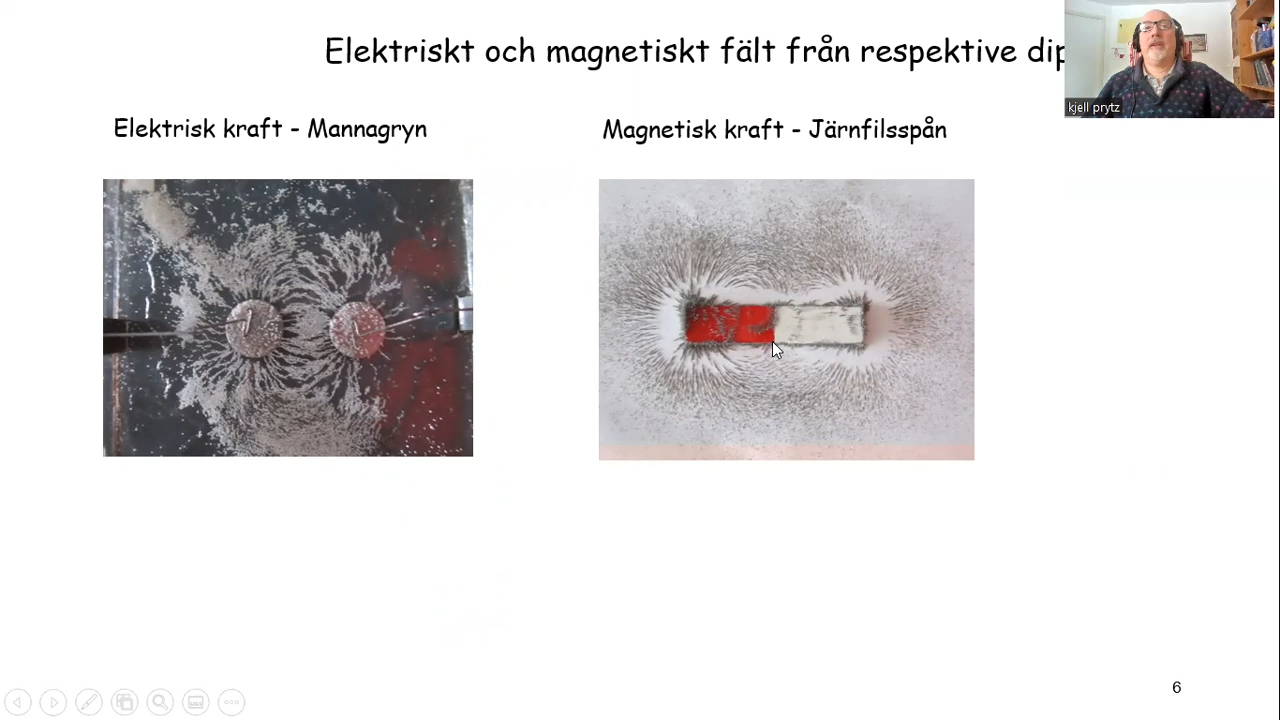 Elektriskt och magnetiskt fält från respektive dip
kjell prytz
Elektrisk kraft - Mannagryn
Magnetisk kraft - Järnfilsspån
6